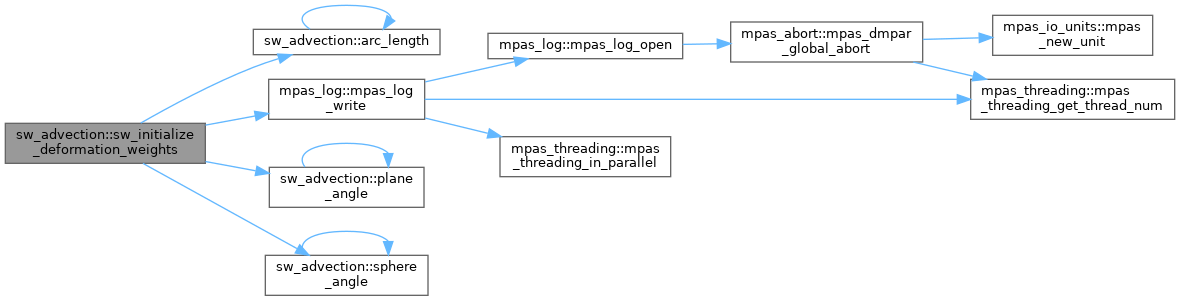 sw_advection::sw_initialize
_deformation_weights
sw_advection::arc_length
mpas_log::mpas_log
_write
sw_advection::plane
_angle
sw_advection::sphere
_angle
mpas_log::mpas_log_open
mpas_threading::mpas
_threading_in_parallel
mpas_abort::mpas_dmpar
_global_abort
mpas_io_units::mpas
_new_unit
mpas_threading::mpas
_threading_get_thread_num